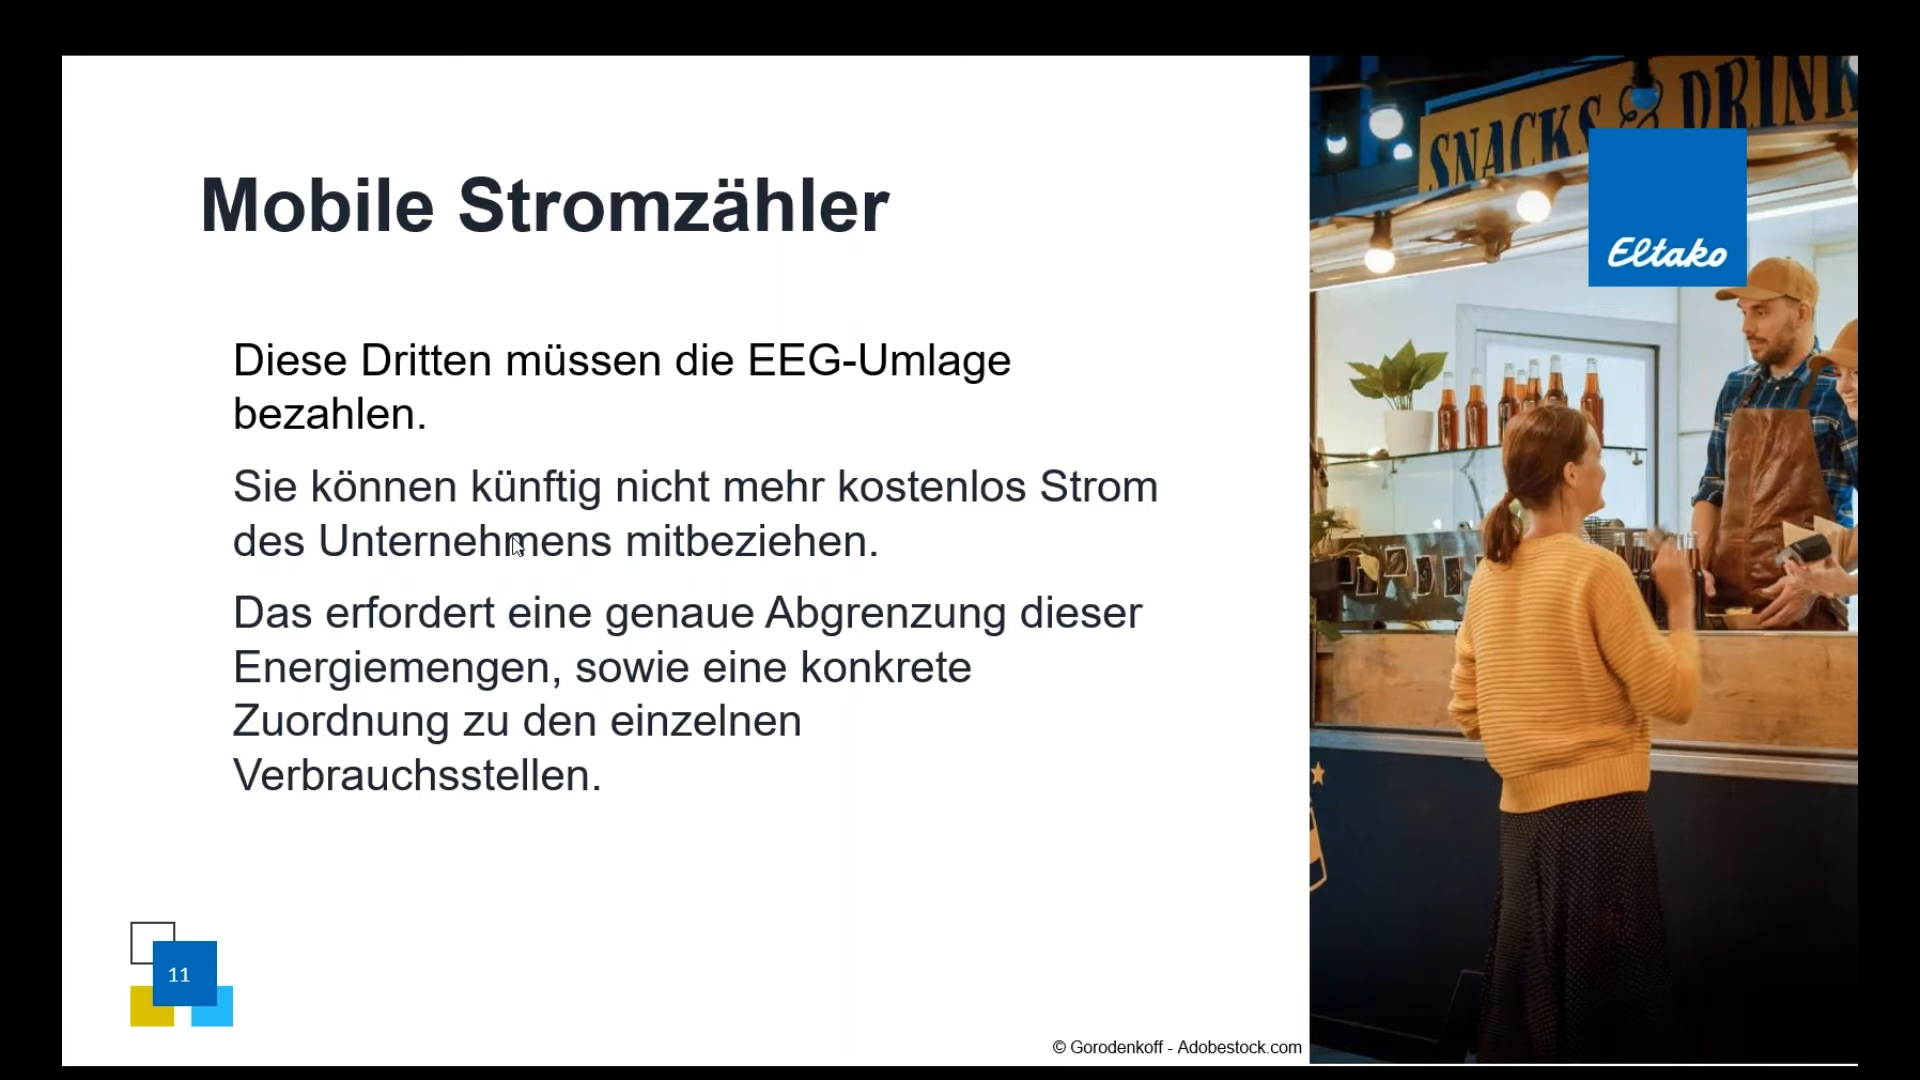 SNACKS & DRINK
Eltako
Mobile Stromzähler
Diese Dritten müssen die EEG-Umlage
bezahlen.
Sie können künftig nicht mehr kostenlos Strom
des Unternehmens mitbeziehen.
Das erfordert eine genaue Abgrenzung dieser
Energiemengen, sowie eine konkrete
Zuordnung zu den einzelnen
Verbrauchsstellen.
11
© Gorodenkoff - Adobestock.com